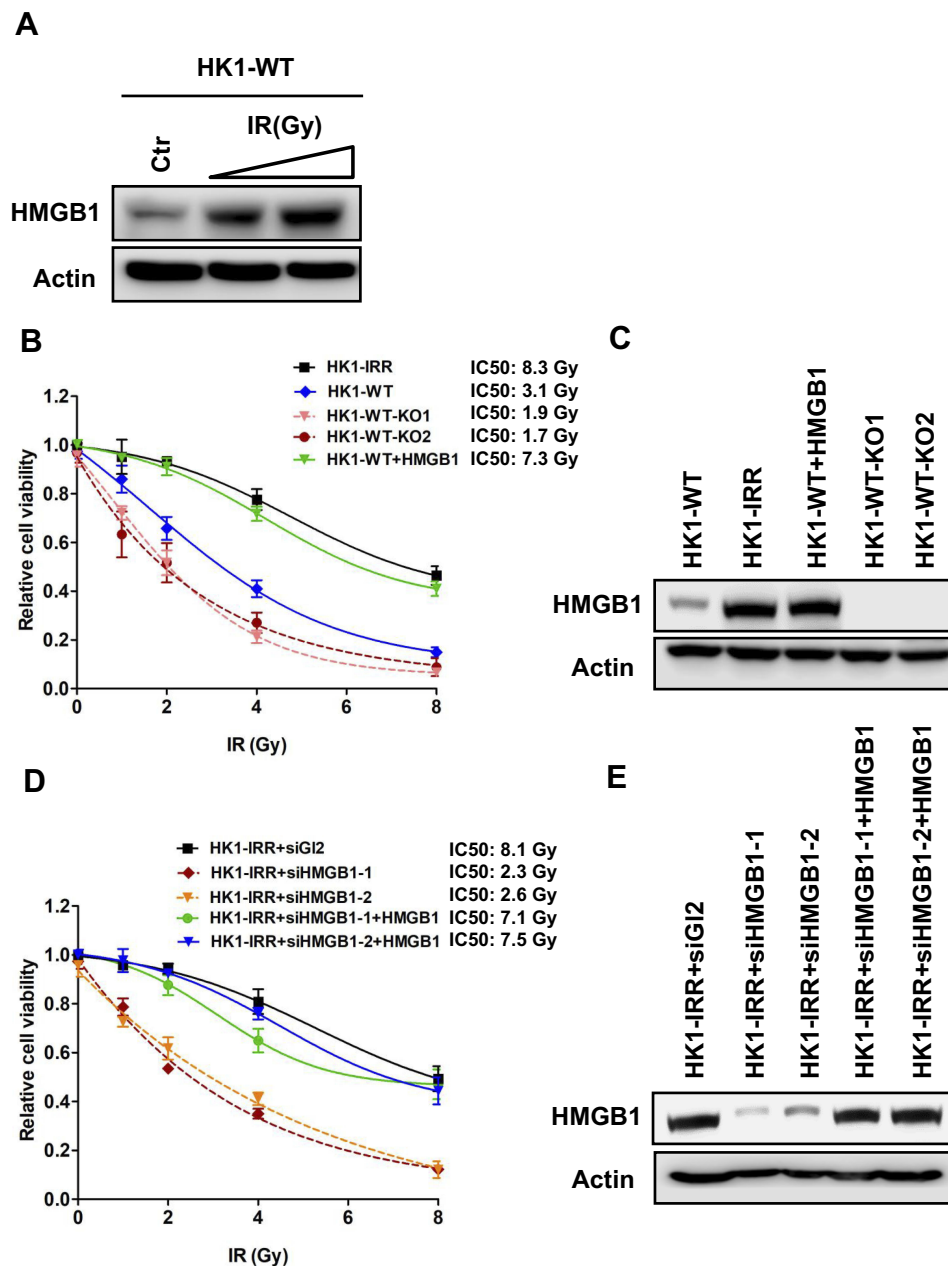 A
HK1-WT
IR(Gy)
Ctr
HMGB1
Actin
B
HK1-IRR IC50: 8.3 Gy
HK1-WT IC50: 3.1 Gy
HK1-WT-KO1 IC50: 1.9 Gy
HK1-WT-KO2 IC50: 1.7 Gy
HK1-WT+HMGB1 IC50: 7.3 Gy
Relative cell viability
1.2
1.0
0.8
0.6
0.4
0.2
0.0
0 2 4 6 8
IR (Gy)
C
HK1-WT
HK1-IRR
HK1-WT+HMGB1
HK1-WT-KO1
HK1-WT-KO2
HMGB1
Actin
D
HK1-IRR+siGl2 IC50: 8.1 Gy
HK1-IRR+siHMGB1-1 IC50: 2.3 Gy
HK1-IRR+siHMGB1-2 IC50: 2.6 Gy
HK1-IRR+siHMGB1-1+HMGB1 IC50: 7.1 Gy
HK1-IRR+siHMGB1-2+HMGB1 IC50: 7.5 Gy
Relative cell viability
1.2
1.0
0.8
0.6
0.4
0.2
0.0
0 2 4 6 8
IR (Gy)
E
HK1-IRR+siGl2
HK1-IRR+siHMGB1-1
HK1-IRR+siHMGB1-2
HK1-IRR+siHMGB1-1+HMGB1
HK1-IRR+siHMGB1-2+HMGB1
HMGB1
Actin